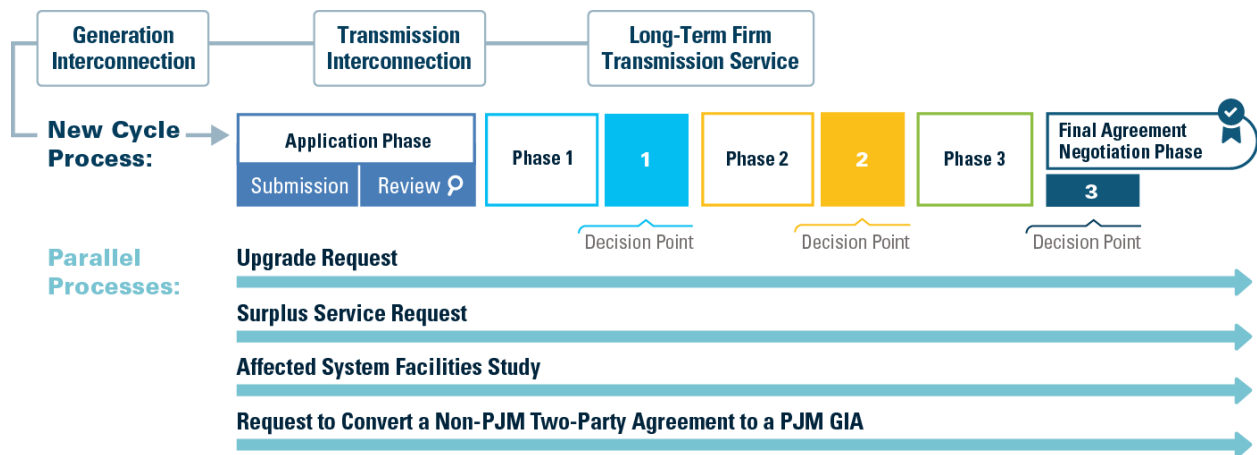 Generation
Interconnection
Transmission
Interconnection
Long-Term Firm
Transmission Service
New Cycle
Process:
Application Phase
Submission
Review
Phase 1
1
Phase 2
2
Phase 3
Final Agreement
Negotiation Phase
3
Decision Point
Decision Point
Decision Point
Parallel
Processes:
Upgrade Request
Surplus Service Request
Affected System Facilities Study
Request to Convert a Non-PJM Two-Party Agreement to a PJM GIA